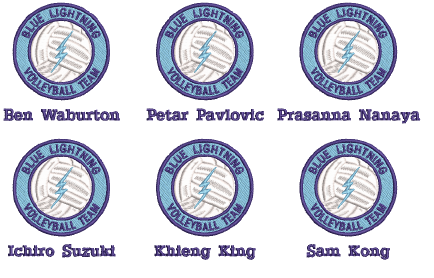 BLUE LIGHTNING
VOLLEYBALL TEAM
Ben Waburton
BLUE LIGHTNING
VOLLEYBALL TEAM
Petar Pavlovic
BLUE LIGHTNING
VOLLEYBALL TEAM
Prasanna Nanaya
BLUE LIGHTNING
VOLLEYBALL TEAM
Ichiro Suzuki
BLUE LIGHTNING
VOLLEYBALL TEAM
Khieng King
BLUE LIGHTNING
VOLLEYBALL TEAM
Sam Kong